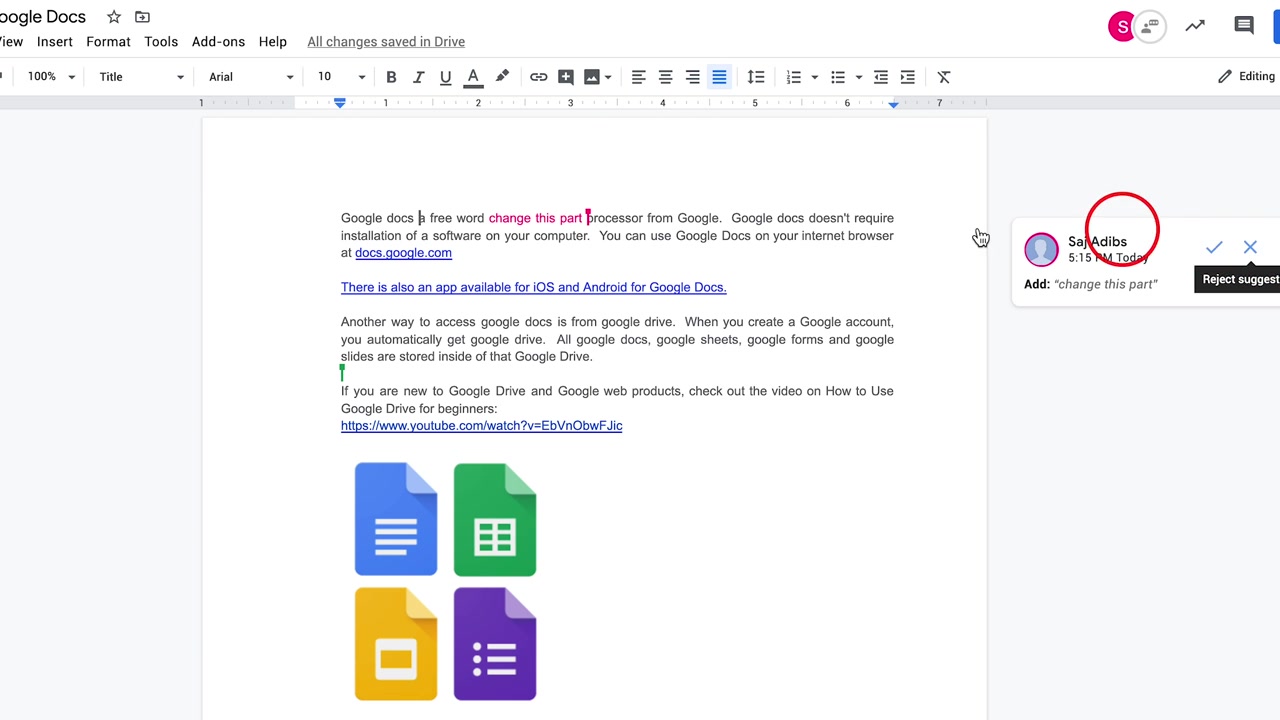 oogle Docs
S
iew Insert Format Tools Add-ons Help All changes saved in Drive
100% Title Arial 10 B I U A Editing
1 1 2 3 4 5 6 7
Google docs a free word change this part processor from Google. Google docs doesn't require
installation of a software on your computer. You can use Google Docs on your internet browser
at docs.google.com
There is also an app available for iOS and Android for Google Docs.
Another way to access google docs is from google drive. When you create a Google account,
you automatically get google drive. All google docs, google sheets, google forms and google
slides are stored inside of that Google Drive.
If you are new to Google Drive and Google web products, check out the video on How to Use
Google Drive for beginners:
https://www.youtube.com/watch?v=EbVnObwFJic
Saj Adibs
5:15 PM Today
Add: “change this part”
Reject suggest